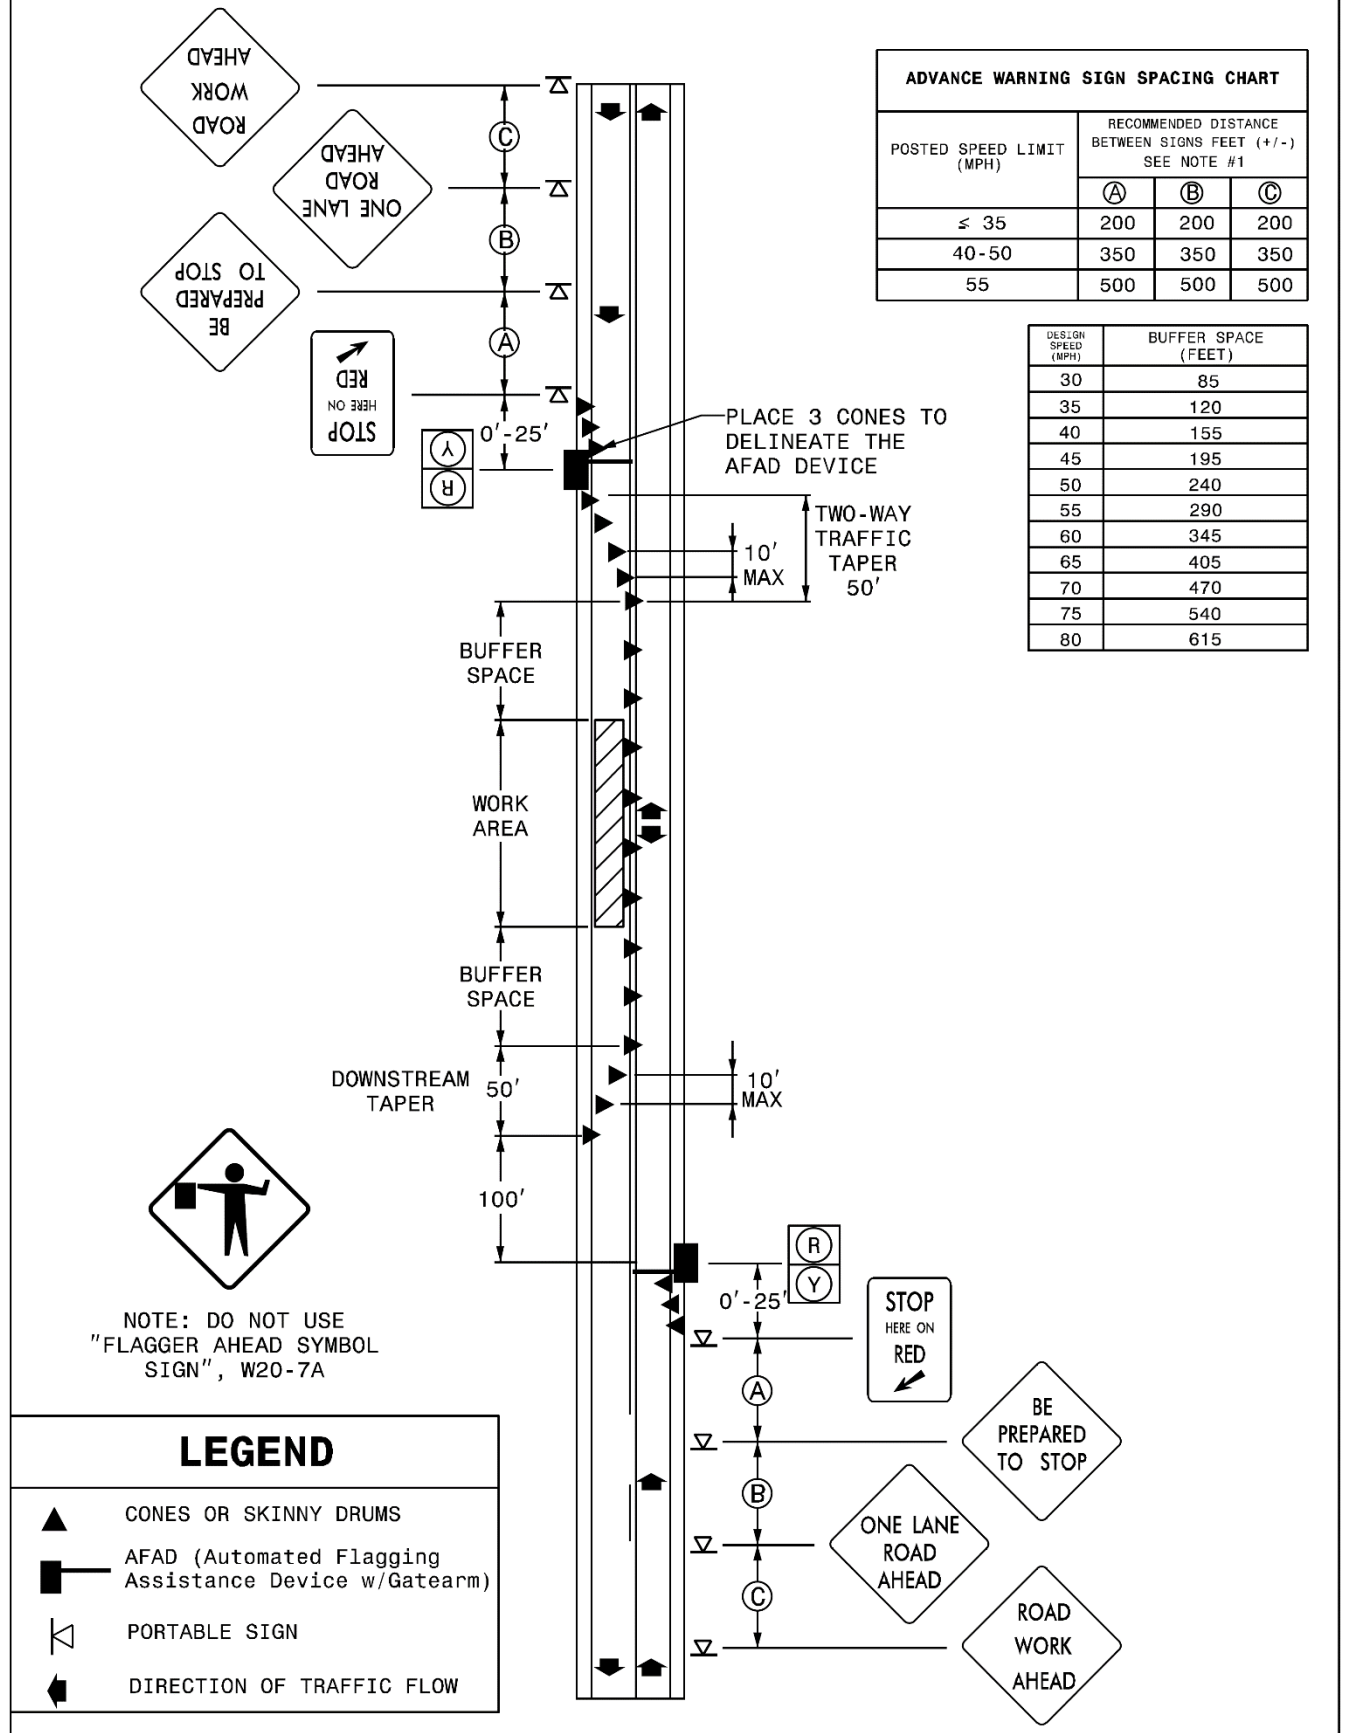 AHEAD
WORK
ROAD
AHEAD
ROAD
ONE LANE
TO STOP
PREPARED
BE
RED
HERE ON
STOP
Y
R
C
B
A
0'-25'
ADVANCE WARNING SIGN SPACING CHART
POSTED SPEED LIMIT
(MPH)
RECOMMENDED DISTANCE
BETWEEN SIGNS FEET (+/-)
SEE NOTE #1
A B C
≤ 35 200 200 200
40-50 350 350 350
55 500 500 500
DESIGN
SPEED
(MPH)
BUFFER SPACE
(FEET)
30 85
35 120
40 155
45 195
50 240
55 290
60 345
65 405
70 470
75 540
80 615
PLACE 3 CONES TO
DELINEATE THE
AFAD DEVICE
TWO-WAY
TRAFFIC
TAPER
50'
10'
MAX
BUFFER
SPACE
WORK
AREA
BUFFER
SPACE
DOWNSTREAM
TAPER
50'
10'
MAX
100'
NOTE: DO NOT USE
"FLAGGER AHEAD SYMBOL
SIGN", W20-7A
R
Y
0'-25'
STOP
HERE ON
RED
A
BE
PREPARED
TO STOP
B
ONE LANE
ROAD
AHEAD
C
ROAD
WORK
AHEAD
LEGEND
CONES OR SKINNY DRUMS
AFAD (Automated Flagging
Assistance Device w/Gatearm)
PORTABLE SIGN
DIRECTION OF TRAFFIC FLOW